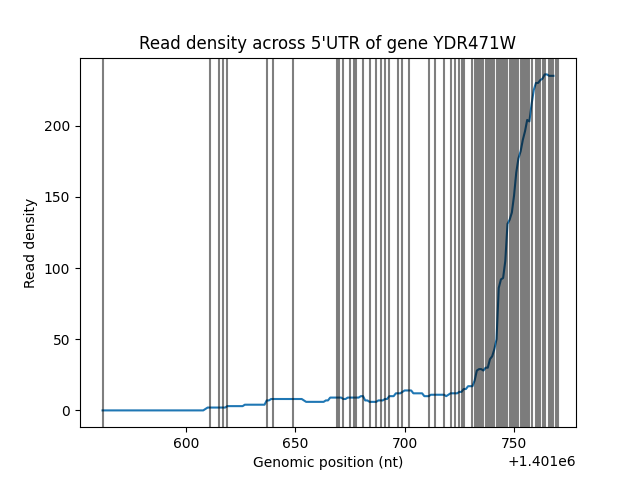 Read density across 5'UTR of gene YDR471W
Read density
200
150
100
50
0
600 650 700 750
Genomic position (nt)
+1.401e6